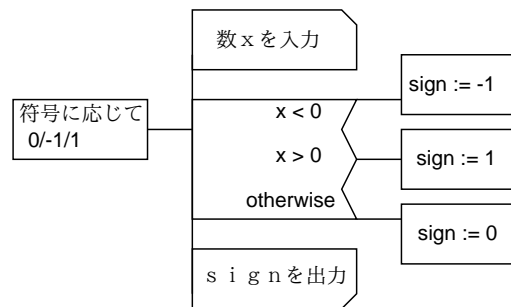 数ｘを入力
符号に応じて
0/-1/1
x < 0
sign := -1
x > 0
sign := 1
otherwise
sign := 0
ｓｉｇｎを出力